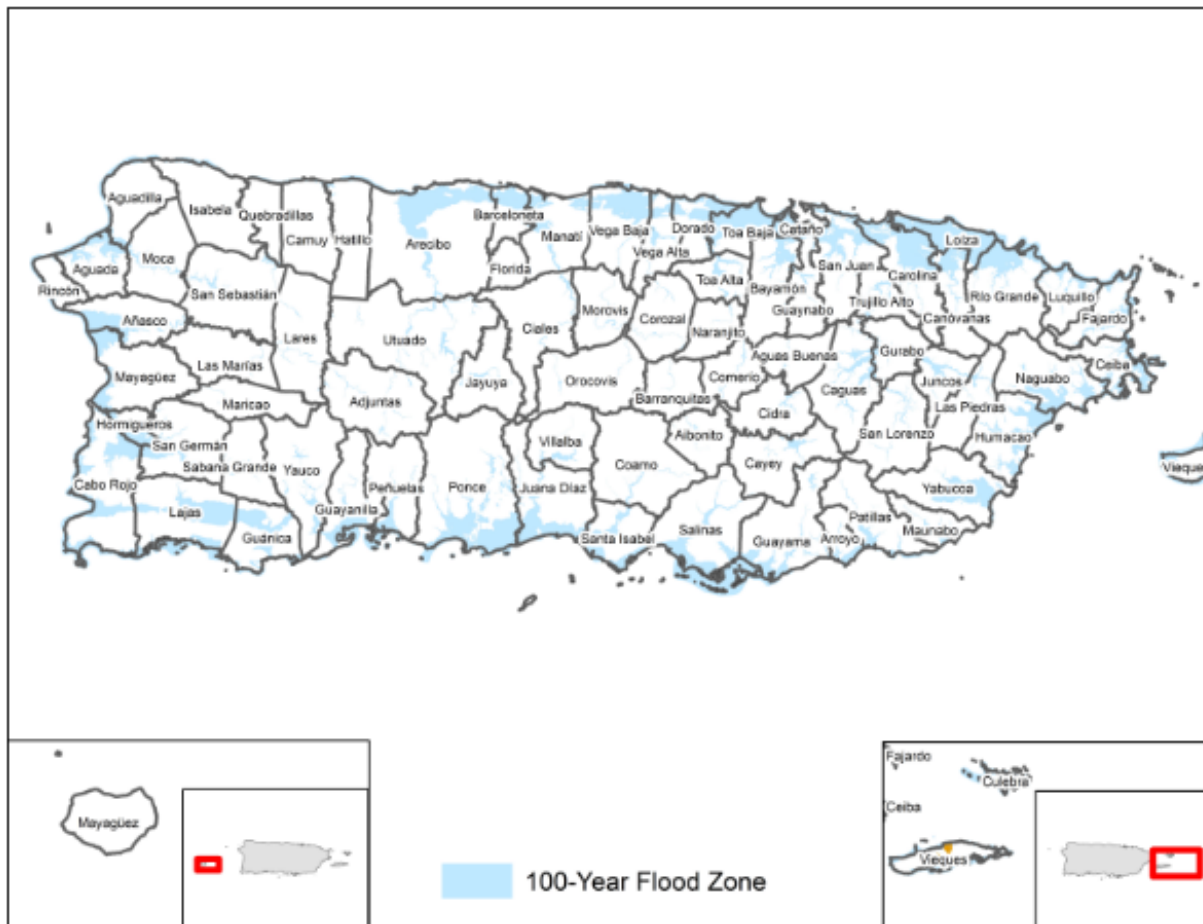 Aguadilla
Isabela
Quebradillas
Camuy
Hatillo
Arecibo
Barceloneta
Manatí
Vega Baja
Dorado
Vega Alta
Toa Baja
Cataño
San Juan
Loíza
Carolina
Moca
Aguada
Rincón
San Sebastián
Florida
Toa Alta
Bayamón
Guaynabo
Trujillo Alto
Canóvanas
Río Grande
Luquillo
Fajardo
Añasco
Lares
Utuado
Ciales
Morovis
Corozal
Naranjito
Aguas Buenas
Gurabo
Ceiba
Mayagüez
Las Marías
Jayuya
Orocovis
Comerío
Caguas
Juncos
Naguabo
Maricao
Adjuntas
Barranquitas
Cidra
Las Piedras
Hormigueros
San Germán
Villalba
Aibonito
San Lorenzo
Humacao
Sabana Grande
Yauco
Coamo
Cayey
Vieques
Cabo Rojo
Peñuelas
Ponce
Juana Díaz
Yabucoa
Lajas
Guayanilla
Guánica
Santa Isabel
Salinas
Guayama
Arroyo
Patillas
Maunabo
Mayagüez
100-Year Flood Zone
Fajardo
Culebra
Ceiba
Vieques